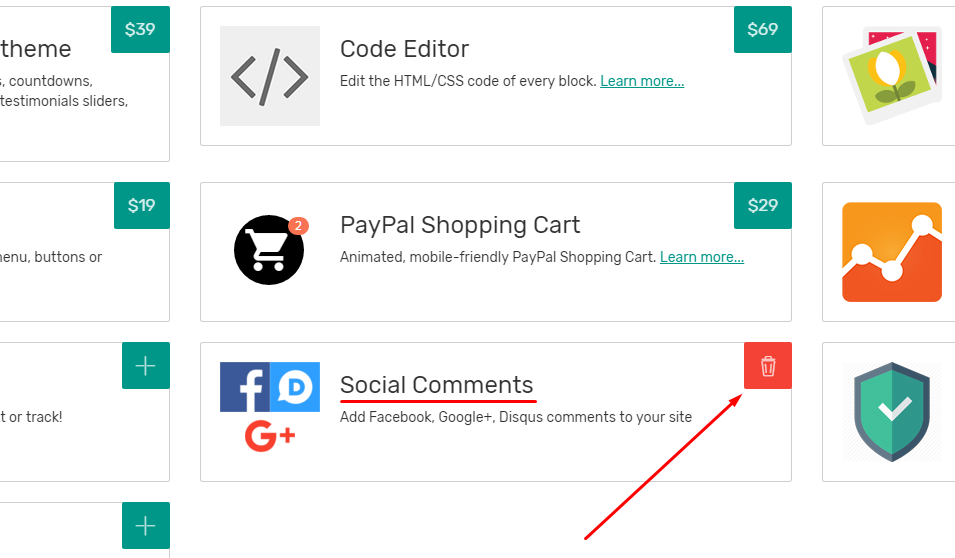 $39
theme
s, countdowns,
testimonials sliders,
Code Editor
$69
Edit the HTML/CSS code of every block. Learn more...
$19
enu, buttons or
2
PayPal Shopping Cart
$29
Animated, mobile-friendly PayPal Shopping Cart. Learn more...
t or track!
f D
G+
Social Comments
Add Facebook, Google+, Disqus comments to your site